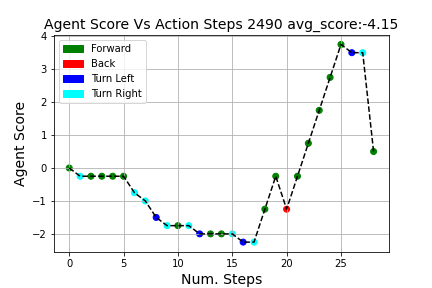 Agent Score Vs Action Steps 2490 avg_score:-4.15
4
3
2
1
0
−1
−2
Agent Score
Forward
Back
Turn Left
Turn Right
0 5 10 15 20 25
Num. Steps